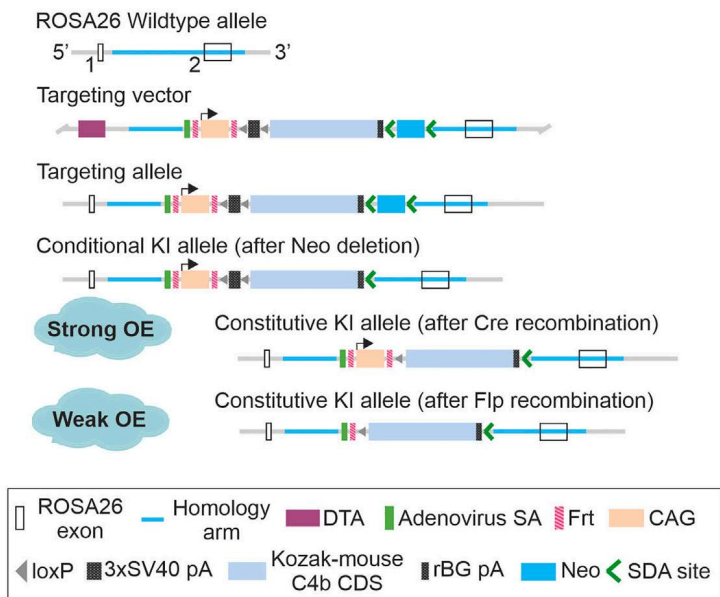 ROSA26 Wildtype allele
5' 3'
1 2
Targeting vector
Targeting allele
Conditional KI allele (after Neo deletion)
Strong OE
Constitutive KI allele (after Cre recombination)
Weak OE
Constitutive KI allele (after Flp recombination)
ROSA26 exon
Homology arm
DTA
Adenovirus SA
Frt
CAG
loxP
3xSV40 pA
Kozak-mouse
C4b CDS
rBG pA
Neo
SDA site